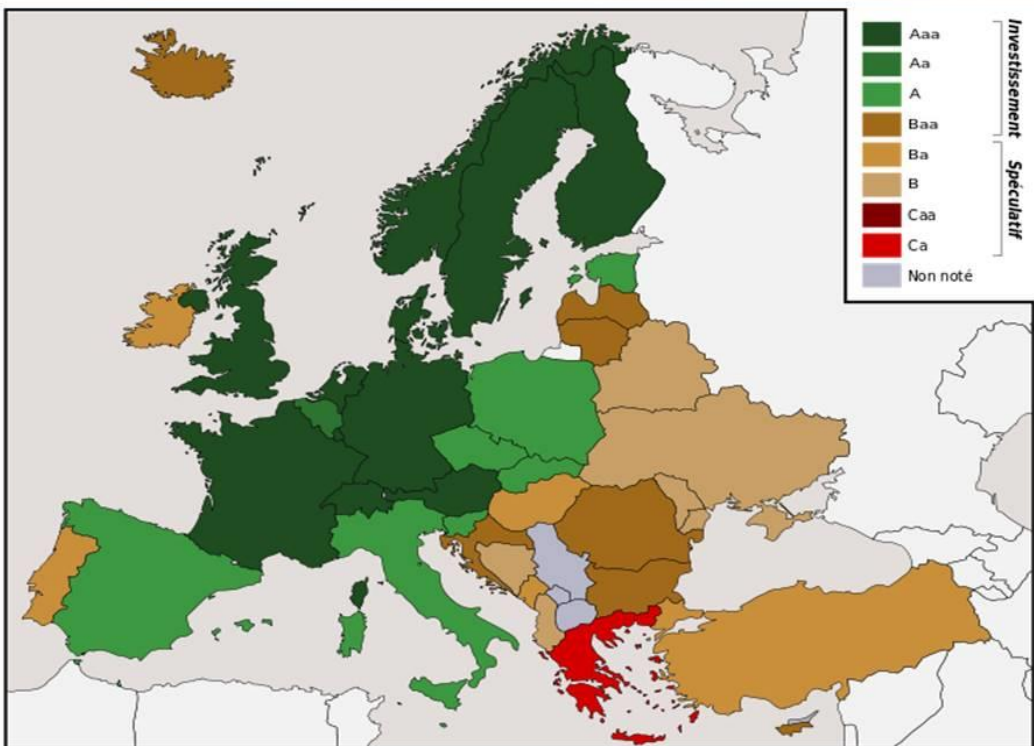 Aaa
Aa
A
Baa
Ba
B
Caa
Ca
Non noté
Investissement
Spéculatif